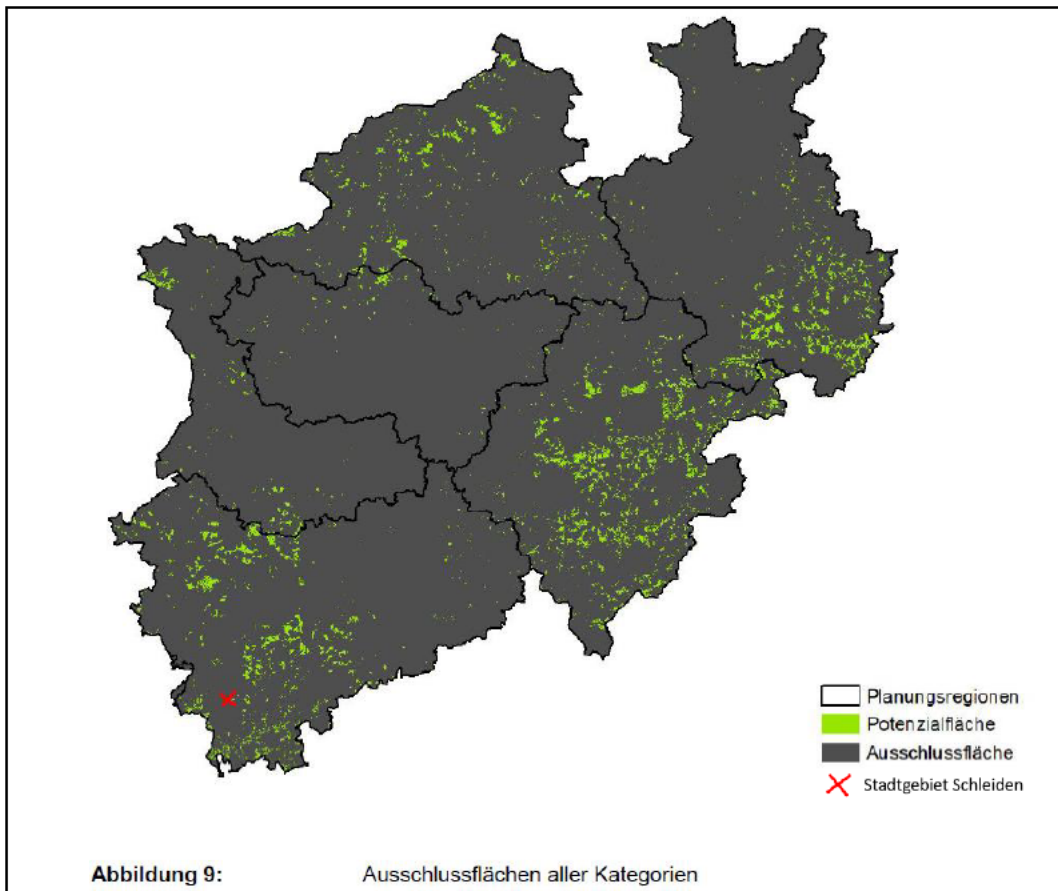 Planungsregionen
Potenzialfläche
Ausschlussfläche
Stadtgebiet Schleiden
Abbildung 9: Ausschlussflächen aller Kategorien